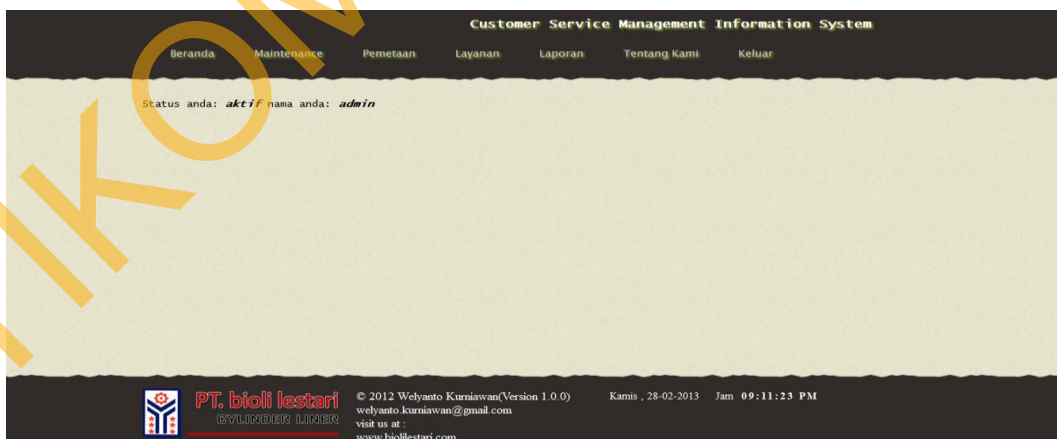 Customer Service Management Information System
Beranda Maintenance Pemetaan Layanan Laporan Tentang Kami Keluar
Status anda: aktif nama anda: admin
PT. bioli lestari
CYLINDER LINER
© 2012 Welyanto Kurniawan(Version 1.0.0)
welyanto.kurniawan@gmail.com
visit us at :
www.biolilestari.com
Kamis , 28-02-2013 Jam 09:11:23 PM
IKOM